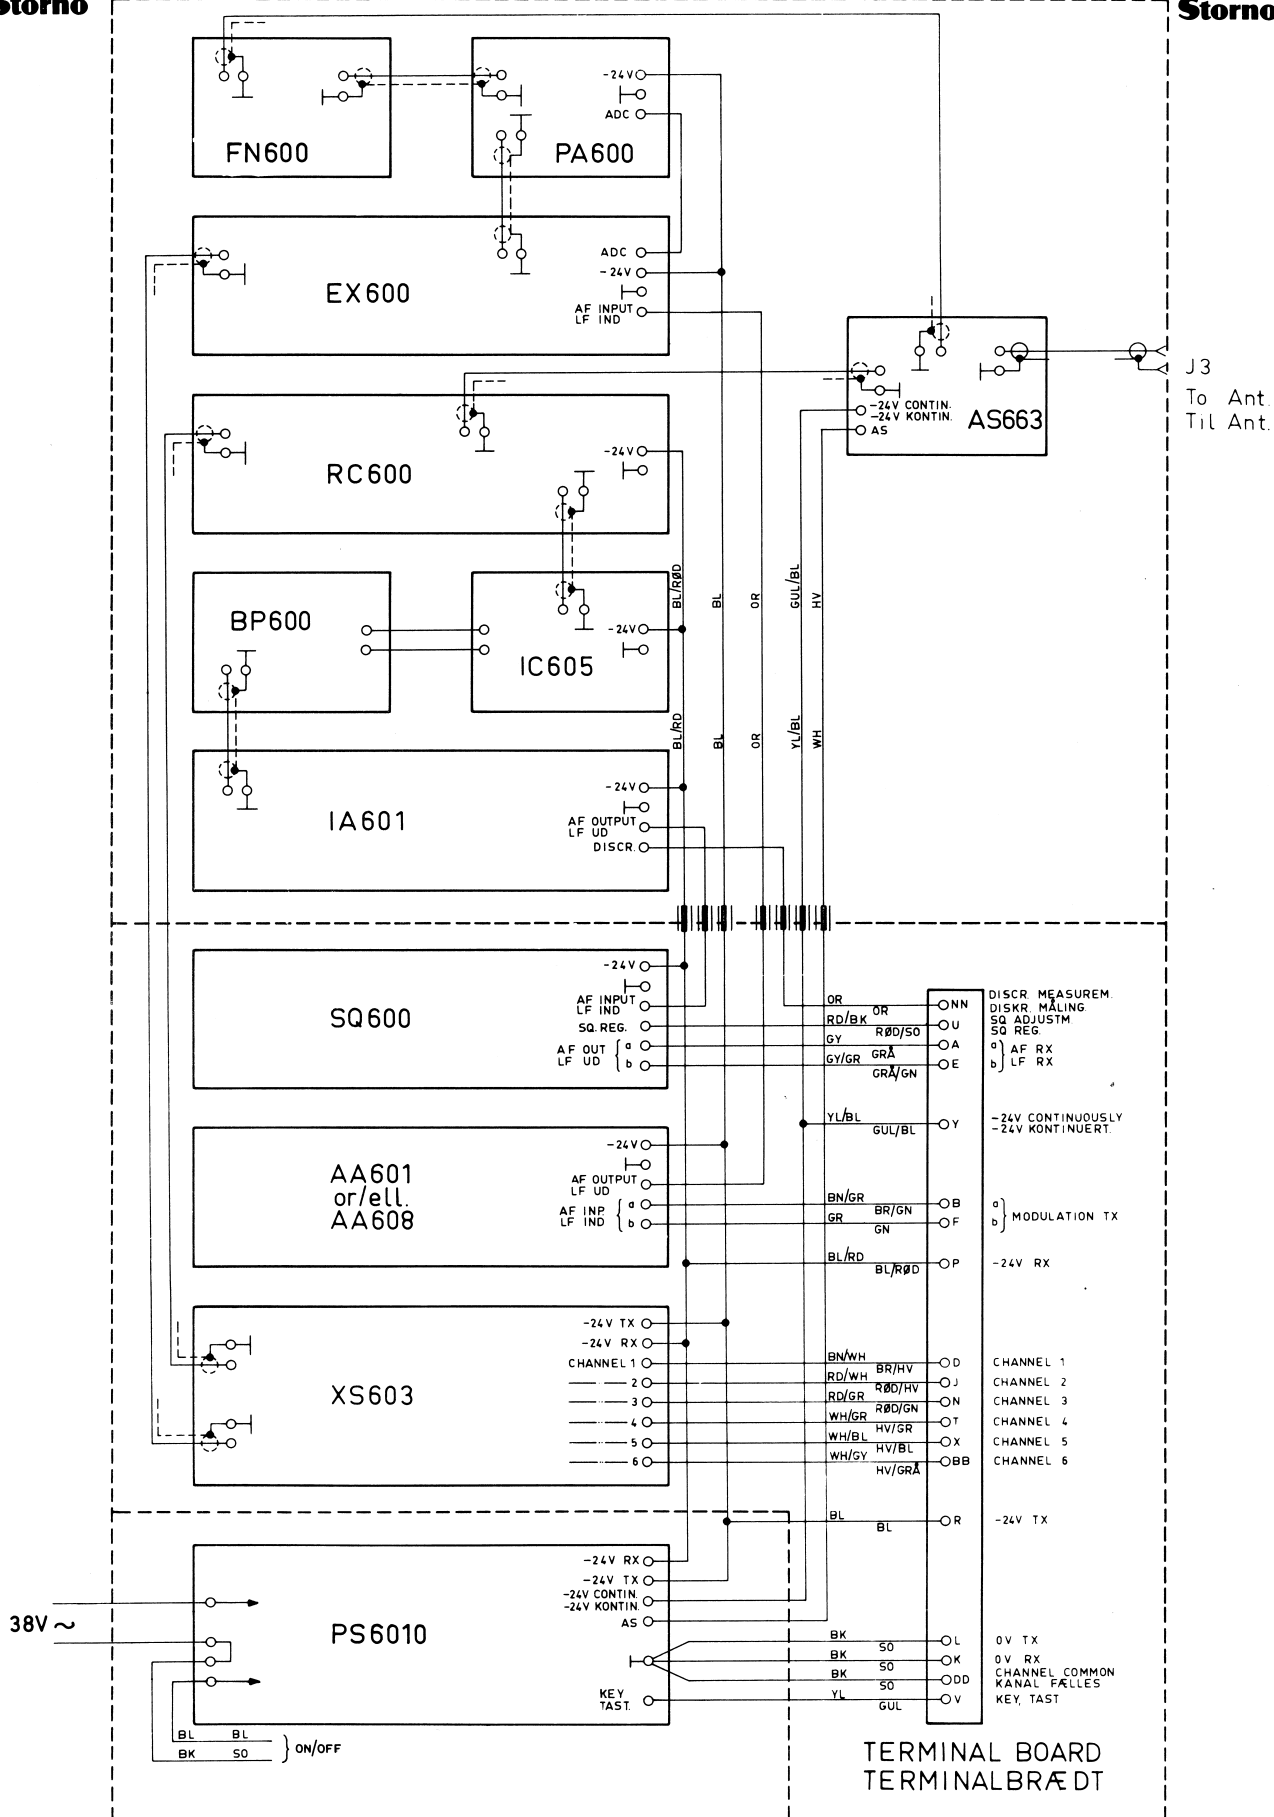 Storno
Storno
FN600
-24V
ADC
PA600
ADC
-24V
EX600
AF INPUT
LF IND
J3
To Ant.
Til Ant.
-24V CONTIN.
-24V KONTIN.
AS
AS663
-24V
RC600
BL/RØD
BL
OR
GUL/BL
HV
BP600
-24V
IC605
BL/RD
BL
OR
YL/BL
WH
-24V
IA601
AF OUTPUT
LF UD
DISCR.
-24V
SQ600
AF INPUT
LF IND
SQ. REG.
AF OUT
LF UD
a
b
OR
OR
NN
DISCR. MEASUREM.
DISKR. MÅLING.
RD/BK
RØD/SO
U
SQ ADJUSTM.
SQ REG.
GY
GRÅ
A
a
GY/GR
GRÅ/GN
E
b
AF RX
LF RX
YL/BL
GUL/BL
Y
-24V CONTINUOUSLY
-24V KONTINUERT.
AA601
or/ell.
AA608
-24V
AF OUTPUT
LF UD
AF INP.
LF IND
a
b
BN/GR
BR/GN
B
a
GR
GN
F
b
MODULATION TX
BL/RD
BL/RØD
P
-24V RX
XS603
-24V TX
-24V RX
CHANNEL 1
2
3
4
5
6
BN/WH
BR/HV
D
CHANNEL 1
RD/WH
RØD/HV
J
CHANNEL 2
RD/GR
RØD/GN
N
CHANNEL 3
WH/GR
HV/GR
T
CHANNEL 4
WH/BL
HV/BL
X
CHANNEL 5
WH/GY
HV/GRÅ
BB
CHANNEL 6
BL
BL
R
-24V TX
38V ~
PS6010
-24V RX
-24V TX
-24V CONTIN.
-24V KONTIN.
AS
KEY
TAST.
BK
SO
L
0V TX
BK
SO
K
0V RX
BK
SO
DD
CHANNEL COMMON
KANAL FÆLLES
YL
GUL
V
KEY, TAST
BL
BL
BK
SO
ON/OFF
TERMINAL BOARD
TERMINALBRÆDT